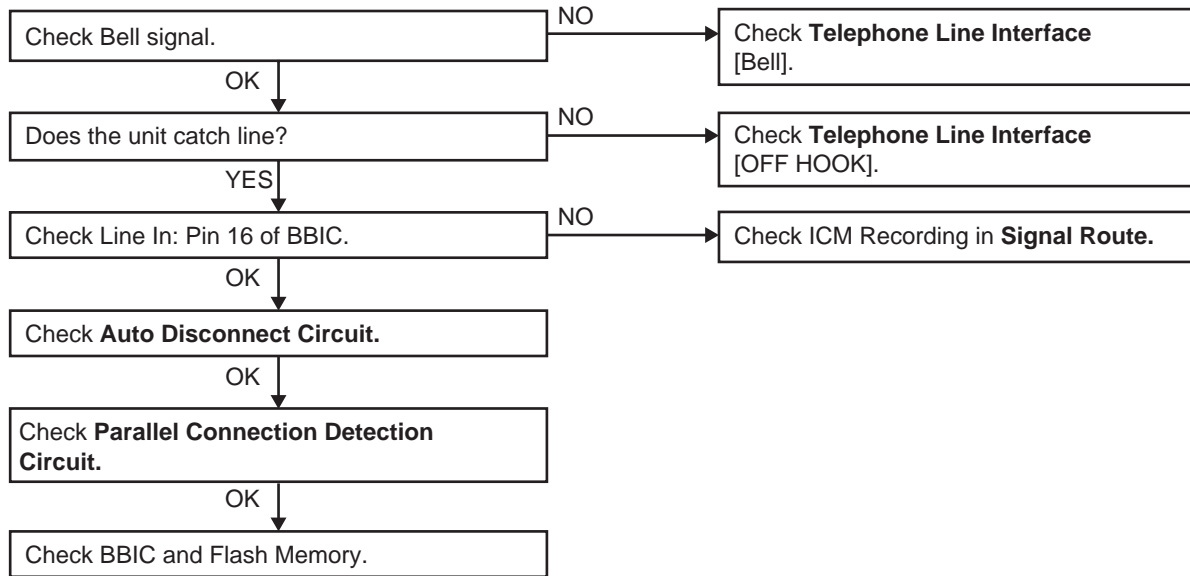 Check Bell signal.
NO
Check Telephone Line Interface
[Bell].
OK
Does the unit catch line?
NO
Check Telephone Line Interface
[OFF HOOK].
YES
Check Line In: Pin 16 of BBIC.
NO
Check ICM Recording in Signal Route.
OK
Check Auto Disconnect Circuit.
OK
Check Parallel Connection Detection
Circuit.
OK
Check BBIC and Flash Memory.